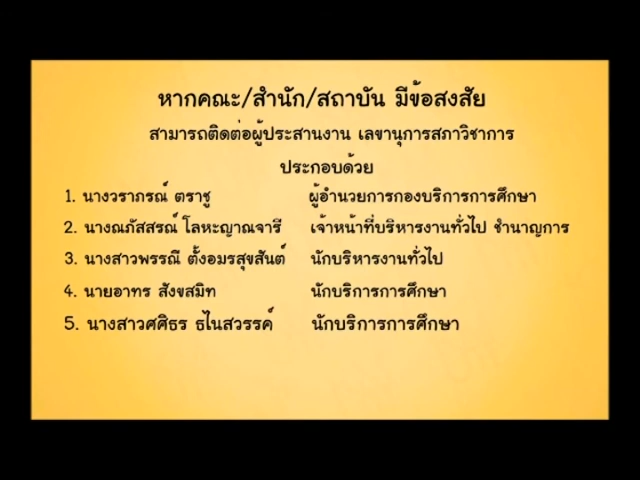 หากคณะ/สำนัก/สถาบัน มีข้อสงสัย
สามารถติดต่อผู้ประสานงาน เลขานุการสภาวิชาการ
ประกอบด้วย
1. นางวราภรณ์ ตราชู ผู้อำนวยการกองบริการการศึกษา
2. นางณภัสสรณ์ โลหะญาณจารี เจ้าหน้าที่บริหารงานทั่วไป ชำนาญการ
3. นางสาวพรรณี ตั้งอมรสุขสันต์ นักบริหารงานทั่วไป
4. นายอาทร สังขสมิท นักบริการการศึกษา
5. นางสาวศศิธร ธไนสวรรค์ นักบริการการศึกษา